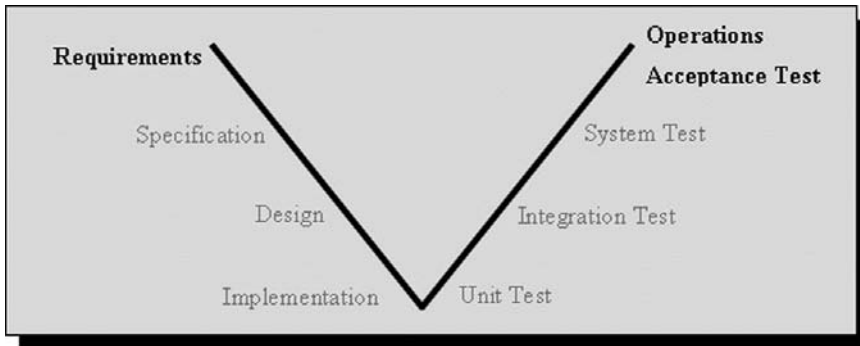 Requirements
Specification
Design
Implementation
Operations
Acceptance Test
System Test
Integration Test
Unit Test